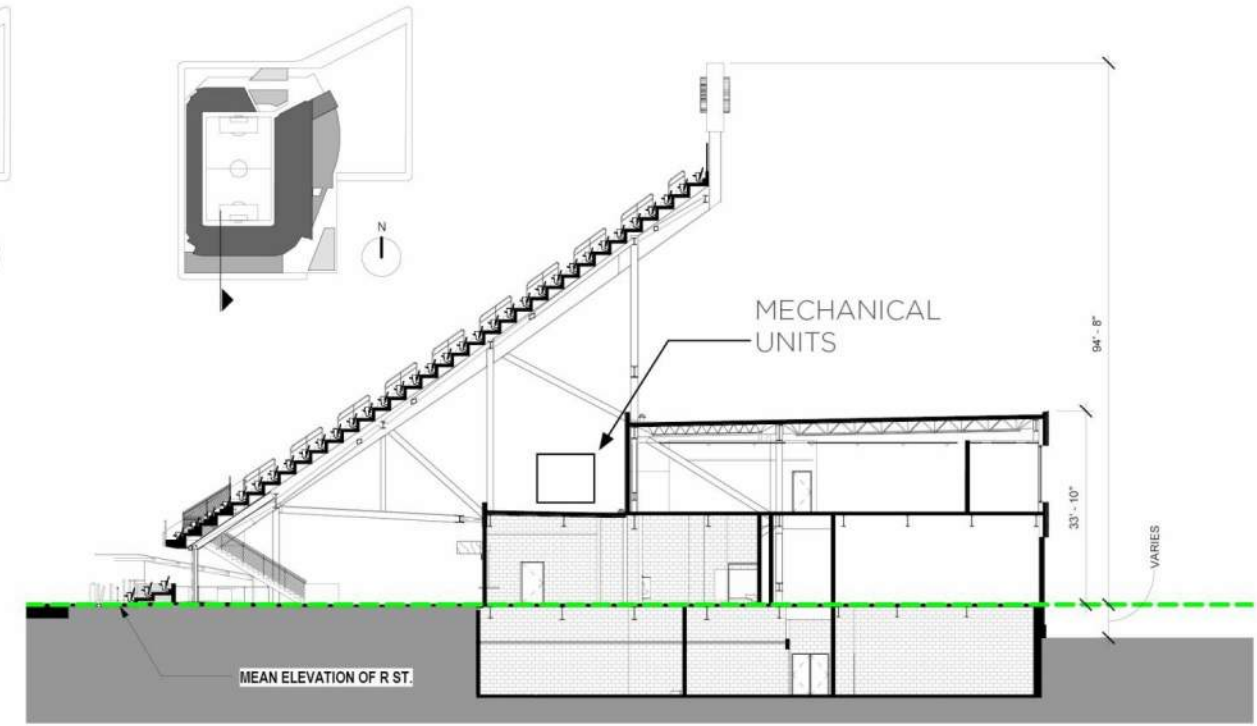 N
MECHANICAL
UNITS
94' - 8"
33' - 10"
VARIES
MEAN ELEVATION OF R ST.